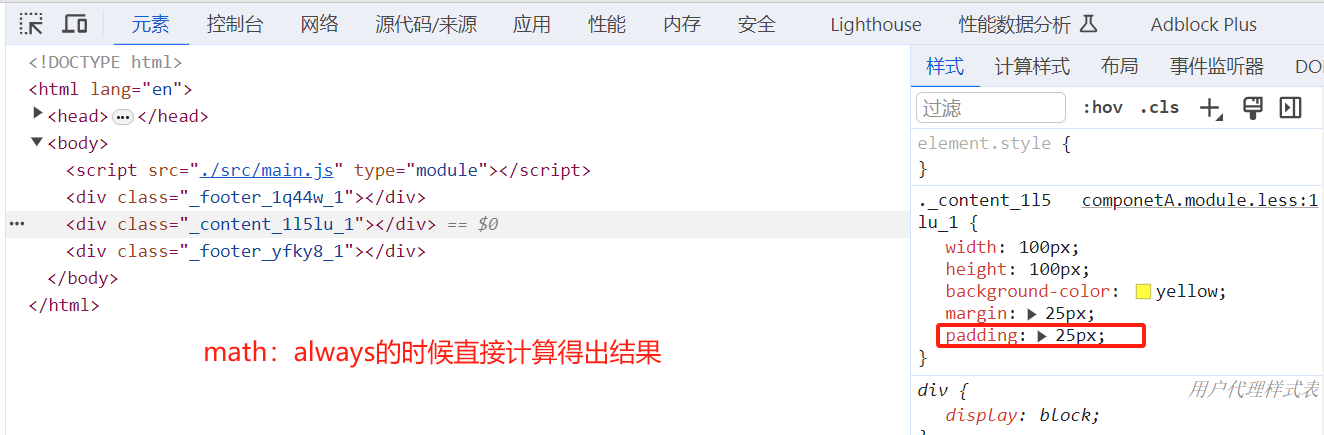 元素 控制台 网络 源代码/来源 应用 性能 内存 安全 Lighthouse 性能数据分析 Adblock Plus
<!DOCTYPE html>
<html lang="en">
<head> ••• </head>
<body>
<script src="./src/main.js" type="module"></script>
<div class="_footer_1q44w_1"></div>
••• <div class="_content_1l5lu_1"></div> == $0
<div class="_footer_yfky8_1"></div>
</body>
</html>
math：always的时候直接计算得出结果
样式 计算样式 布局 事件监听器 DO
过滤 :hov .cls
element.style {
}
._content_1l5 componetA.module.less:1
lu_1 {
width: 100px;
height: 100px;
background-color: yellow;
margin: 25px;
padding: 25px;
}
div { 用户代理样式表
display: block;